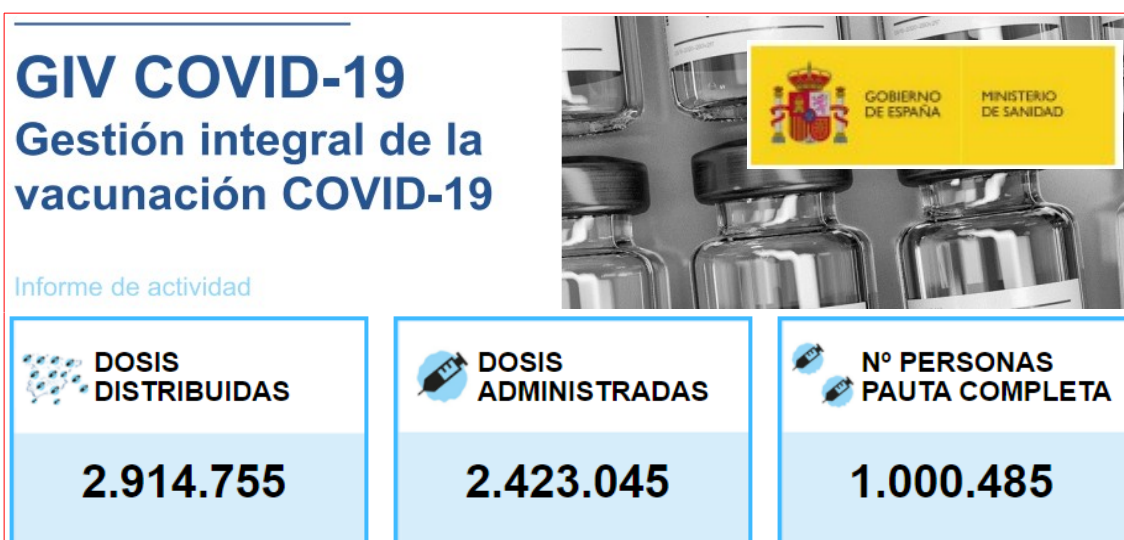 GIV COVID-19
Gestión integral de la
vacunación COVID-19
Informe de actividad
GOBIERNO
DE ESPAÑA
MINISTERIO
DE SANIDAD
DOSIS
DISTRIBUIDAS
2.914.755
DOSIS
ADMINISTRADAS
2.423.045
Nº PERSONAS
PAUTA COMPLETA
1.000.485